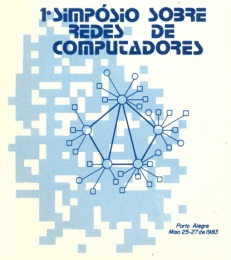 1º SIMPÓSIO SOBRE
REDES DE
COMPUTADORES
Porto Alegre
Maio 25-27 de 1983